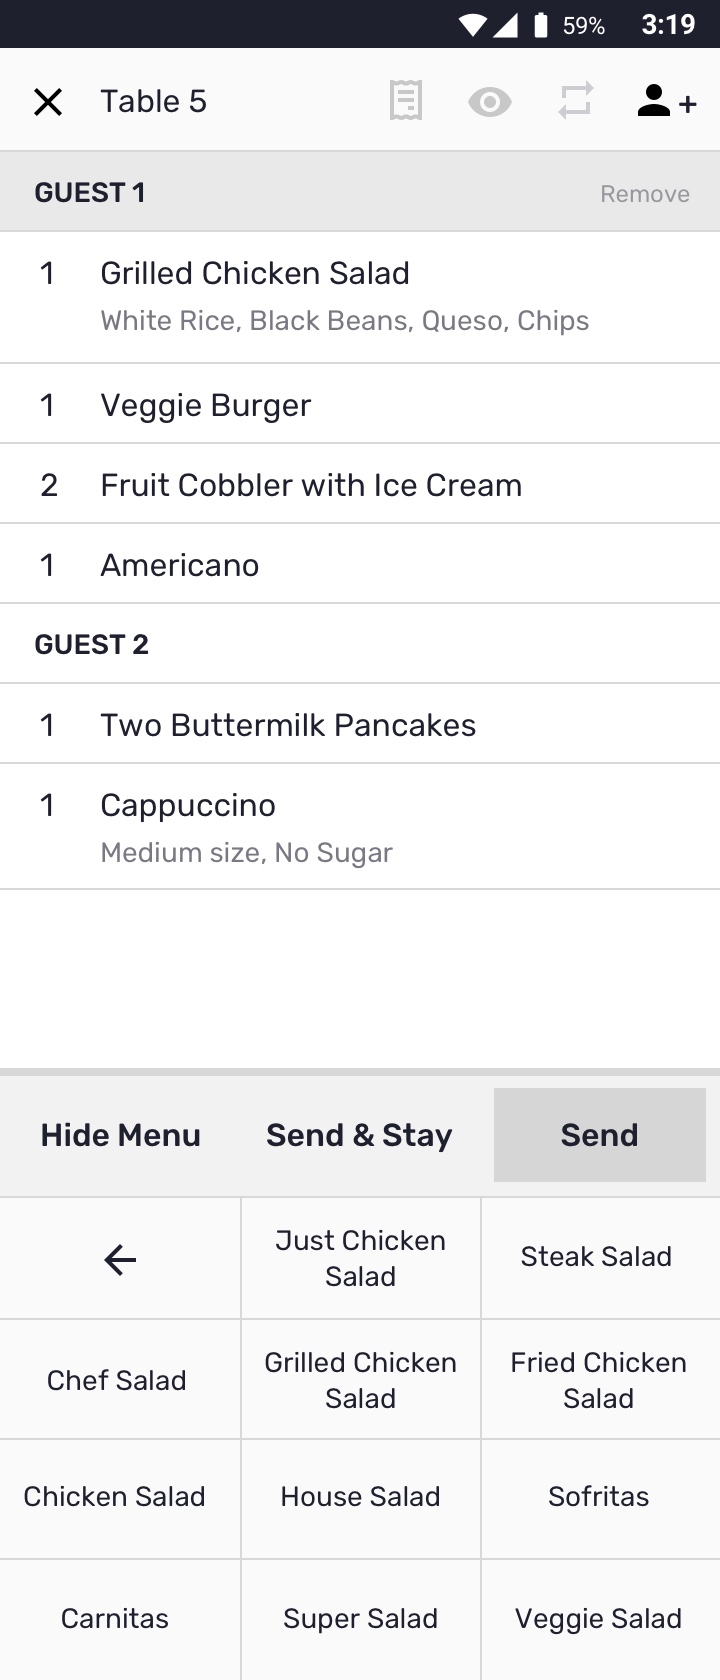 59% 3:19
Table 5
GUEST 1 Remove
1 Grilled Chicken Salad
White Rice, Black Beans, Queso, Chips
1 Veggie Burger
2 Fruit Cobbler with Ice Cream
1 Americano
GUEST 2
1 Two Buttermilk Pancakes
1 Cappuccino
Medium size, No Sugar
Hide Menu Send & Stay Send
Just Chicken
Salad
Steak Salad
Chef Salad
Grilled Chicken
Salad
Fried Chicken
Salad
Chicken Salad
House Salad
Sofritas
Carnitas
Super Salad
Veggie Salad